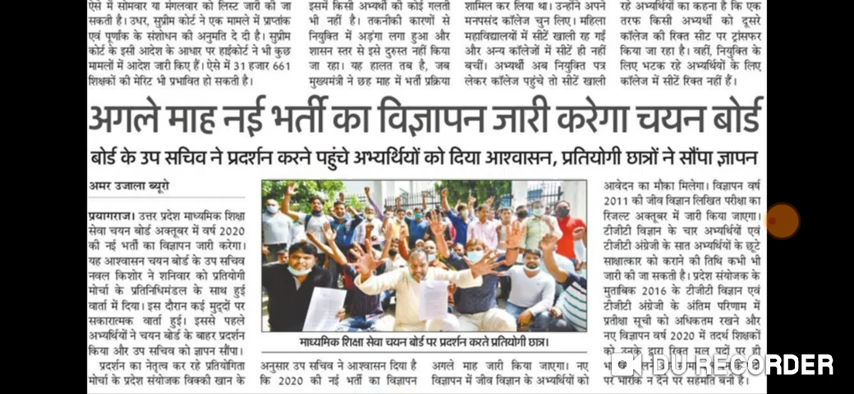 ऐसे में सोमवार या मंगलवार को लिस्ट जारी की जा
सकती है। उधर, सुप्रीम कोर्ट ने एक मामले में प्राप्तांक
एवं पूर्णांक के संशोधन की अनुमति दे दी है। सुप्रीम
कोर्ट के इसी आदेश के आधार पर हाईकोर्ट ने भी कुछ
मामलों में आदेश जारी किए हैं। ऐसे में 31 हजार 661
शिक्षकों की मेरिट भी प्रभावित हो सकती है।
इसमें किसी अभ्यर्थी की कोई गलती
भी नहीं है। तकनीकी कारणों से
नियुक्ति में अड़ंगा लगा हुआ और
शासन स्तर से इसे दुरुस्त नहीं किया
जा रहा। यह हालत तब है, जब
मुख्यमंत्री ने छह माह में भर्ती प्रक्रिया
शामिल कर लिया था। उन्होंने अपने
मनपसंद कॉलेज चुन लिए। महिला
महाविद्यालयों में सीटें खाली रह गईं
और अन्य कॉलेजों में सीटें ही नहीं
बचीं। अभ्यर्थी अब नियुक्ति पत्र
लेकर कॉलेज पहुंचे तो सीटें खाली
रहे अभ्यर्थियों का कहना है कि एक
तरफ किसी अभ्यर्थी को दूसरे
कॉलेज की रिक्त सीट पर ट्रांसफर
किया जा रहा है। वहीं, नियुक्ति के
लिए भटक रहे अभ्यर्थियों के लिए
कॉलेज में सीटें रिक्त नहीं हैं।
अगले माह नई भर्ती का विज्ञापन जारी करेगा चयन बोर्ड
बोर्ड के उप सचिव ने प्रदर्शन करने पहुंचे अभ्यर्थियों को दिया आश्वासन, प्रतियोगी छात्रों ने सौंपा ज्ञापन
अमर उजाला ब्यूरो
प्रयागराज। उत्तर प्रदेश माध्यमिक शिक्षा
सेवा चयन बोर्ड अक्तूबर में वर्ष 2020
की नई भर्ती का विज्ञापन जारी करेगा।
यह आश्वासन चयन बोर्ड के उप सचिव
नवल किशोर ने शनिवार को प्रतियोगी
मोर्चा के प्रतिनिधिमंडल के साथ हुई
वार्ता में दिया। इस दौरान कई मुद्दों पर
सकारात्मक वार्ता हुई। इससे पहले
अभ्यर्थियों ने चयन बोर्ड के बाहर प्रदर्शन
किया और उप सचिव को ज्ञापन सौंपा।
प्रदर्शन का नेतृत्व कर रहे प्रतियोगिता
मोर्चा के प्रदेश संयोजक विक्की खान के
माध्यमिक शिक्षा सेवा चयन बोर्ड पर प्रदर्शन करते प्रतियोगी छात्र।
अनुसार उप सचिव ने आश्वासन दिया है
कि 2020 की नई भर्ती का विज्ञापन
अगले माह जारी किया जाएगा। नए
विज्ञापन में जीव विज्ञान के अभ्यर्थियों को
आवेदन का मौका मिलेगा। विज्ञापन वर्ष
2011 की जीव विज्ञान लिखित परीक्षा का
रिजल्ट अक्तूबर में जारी किया जाएगा।
टीजीटी विज्ञान के चार अभ्यर्थियों एवं
टीजीटी अंग्रेजी के सात अभ्यर्थियों के छूटे
साक्षात्कार को कराने की तिथि कभी भी
जारी की जा सकती है। प्रदेश संयोजक के
मुताबिक 2016 के टीजीटी विज्ञान एवं
टीजीटी अंग्रेजी के अंतिम परिणाम में
प्रतीक्षा सूची को अधिकतम रखने और
नए विज्ञापन वर्ष 2020 में तदर्थ शिक्षकों
को उनके द्वारा रिक्त मूल पदों पर ही
पर भारांक न देने पर सहमति बनी है।
DU RECORDER